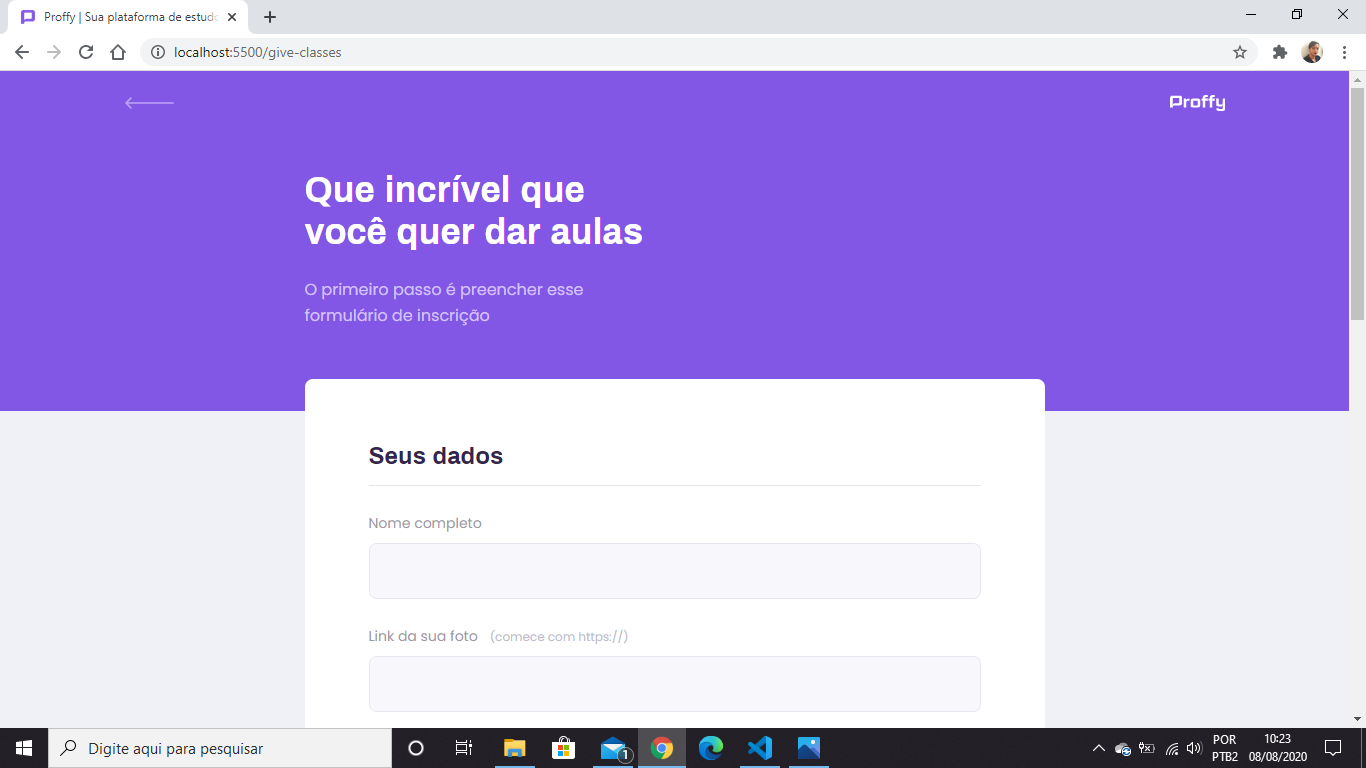 Proffy | Sua plataforma de estudo
localhost:5500/give-classes
Proffy
Que incrível que
você quer dar aulas
O primeiro passo é preencher esse
formulário de inscrição
Seus dados
Nome completo
Link da sua foto (comece com https://)
Digite aqui para pesquisar
1
POR
PTB2
10:23
08/08/2020